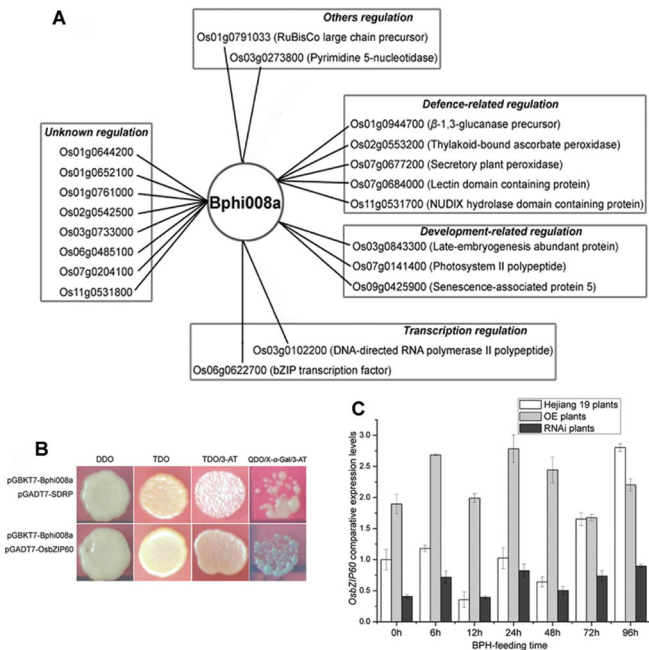 A
Others regulation
Os01g0791033 (RuBisCo large chain precursor)
Os03g0273800 (Pyrimidine 5-nucleotidase)
Unknown regulation
Os01g0644200
Os01g0652100
Os01g0761000
Os02g0542500
Os03g0733000
Os06g0485100
Os07g0204100
Os11g0531800
Bphi008a
Defence-related regulation
Os01g0944700 (β-1,3-glucanase precursor)
Os02g0553200 (Thylakoid-bound ascorbate peroxidase)
Os07g0677200 (Secretory plant peroxidase)
Os07g0684000 (Lectin domain containing protein)
Os11g0531700 (NUDIX hydrolase domain containing protein)
Development-related regulation
Os03g0843300 (Late-embryogenesis abundant protein)
Os07g0141400 (Photosystem II polypeptide)
Os09g0425900 (Senescence-associated protein 5)
Transcription regulation
Os03g0102200 (DNA-directed RNA polymerase II polypeptide)
Os06g0622700 (bZIP transcription factor)
B
DDO TDO TDO/3-AT QDO/X-α-Gal/3-AT
pGBKT7-Bphi008a
pGADT7-SDRP
pGBKT7-Bphi008a
pGADT7-OsbZIP60
C
Hejiang 19 plants
OE plants
RNAi plants
OsbZIP60 comparative expression levels
3.0
2.5
2.0
1.5
1.0
0.5
0.0
0h 6h 12h 24h 48h 72h 96h
BPH-feeding time